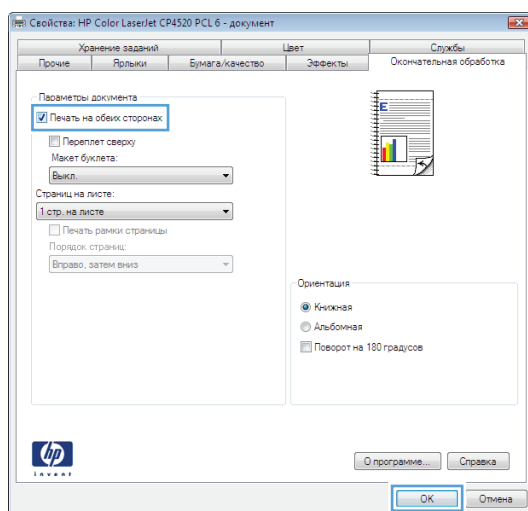 Свойства: HP Color LaserJet CP4520 PCL 6 - документ
Хранение заданий Цвет Службы
Прочие Ярлыки Бумага/качество Эффекты Окончательная обработка
Параметры документа
Печать на обеих сторонах
Переплет сверху
Макет буклета:
Выкл.
Страниц на листе:
1 стр. на листе
Печать рамки страницы
Порядок страниц:
Вправо, затем вниз
E
Ориентация
Книжная
Альбомная
Поворот на 180 градусов
hp
invent
О программе... Справка
OK Отмена